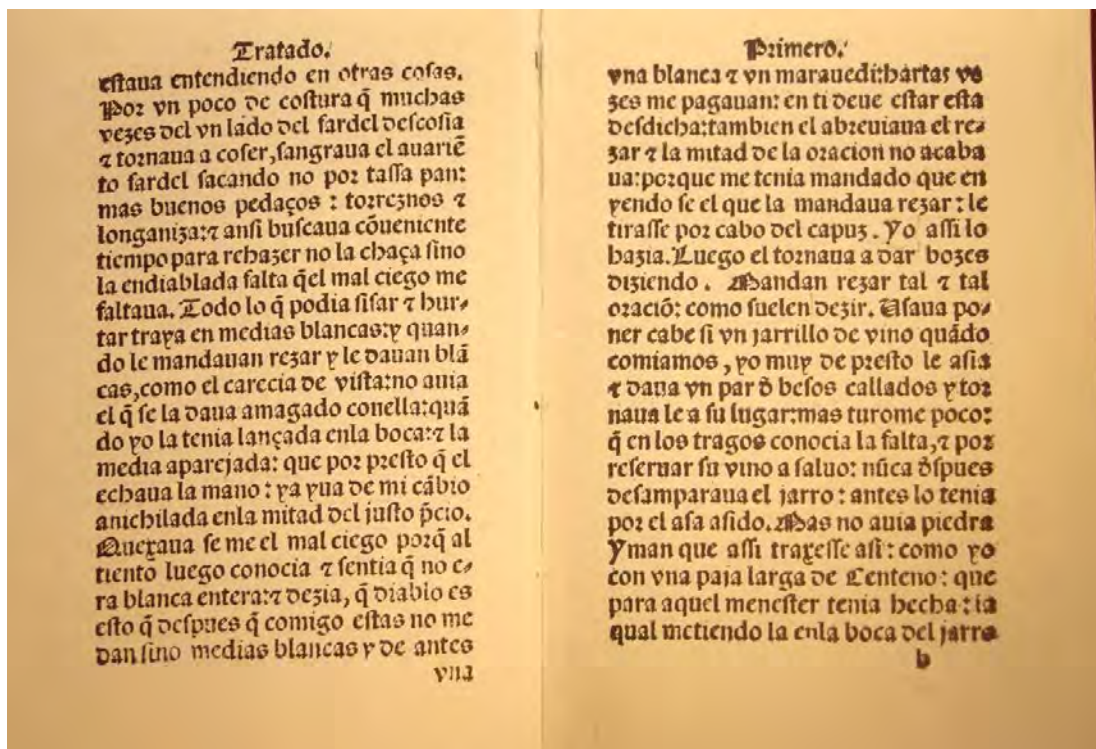 Tratado.
eſtaua entendiendo en otras coſas.
Por vn poco de coſtura q̃ muchas
vezes del vn lado del fardel deſcoſia
⁊ tornaua a coſer, ſangraua el auariẽ
to fardel ſacando no por taſſa pan:
mas buenos pedaços : torreznos ⁊
longaniza:⁊ anſi buſcaua cõueniente
tiempo para rehazer no la chaça ſino
la endiablada falta q̃el mal ciego me
faltaua. Todo lo q̃ podia ſiſar ⁊ hur⸗
tar traya en medias blancas:y quan⸗
do le mandauan rezar y le dauan blã
cas, como el carecia de viſta:no auia
el q̃ ſe la daua amagado conella:quã
do yo la tenia lançada enla boca:⁊ la
media aparejada: que por preſto q̃ el
echaua la mano : ya yua de mi cãbio
anichilada enla mitad del juſto p̃cio.
Quexaua ſe me el mal ciego porq̃ al
tiento luego conocia ⁊ ſentia q̃ no e⸗
ra blanca entera:⁊ dezia, q̃ diablo es
eſto q̃ deſpues q̃ comigo eſtas no me
dan ſino medias blancas y de antes
vna
Primero.
vna blanca ⁊ vn marauedi:hartas ve
zes me pagauan: en ti deue eſtar eſta
deſdicha:tambien el abreuiaua el re⸗
zar ⁊ la mitad de la oracion no acaba
ua:porque me tenia mandado que en
yendo ſe el que la mandaua rezar : le
tiraſſe por cabo del capuz. Yo aſſi lo
hazia. Luego el tornaua a dar bozes
diziendo. Mandan rezar tal ⁊ tal
oraciõ: como ſuelen dezir. Uſaua po⸗
ner cabe ſi vn jarrillo de vino quãdo
comiamos, yo muy de preſto le aſia
⁊ daua vn par d̃ beſos callados y tor
naua le a ſu lugar:mas turome poco:
q̃ en los tragos conocia la falta, ⁊ por
reſeruar ſu vino a ſaluo: nũca d̃ſpues
deſamparaua el jarro : antes lo tenia
por el aſa aſido. Mas no auia piedra
Yman que aſſi traxeſſe aſi : como yo
con vna paja larga de Centeno : que
para aquel meneſter tenia hecha : la
qual metiendo la enla boca del jarro
b